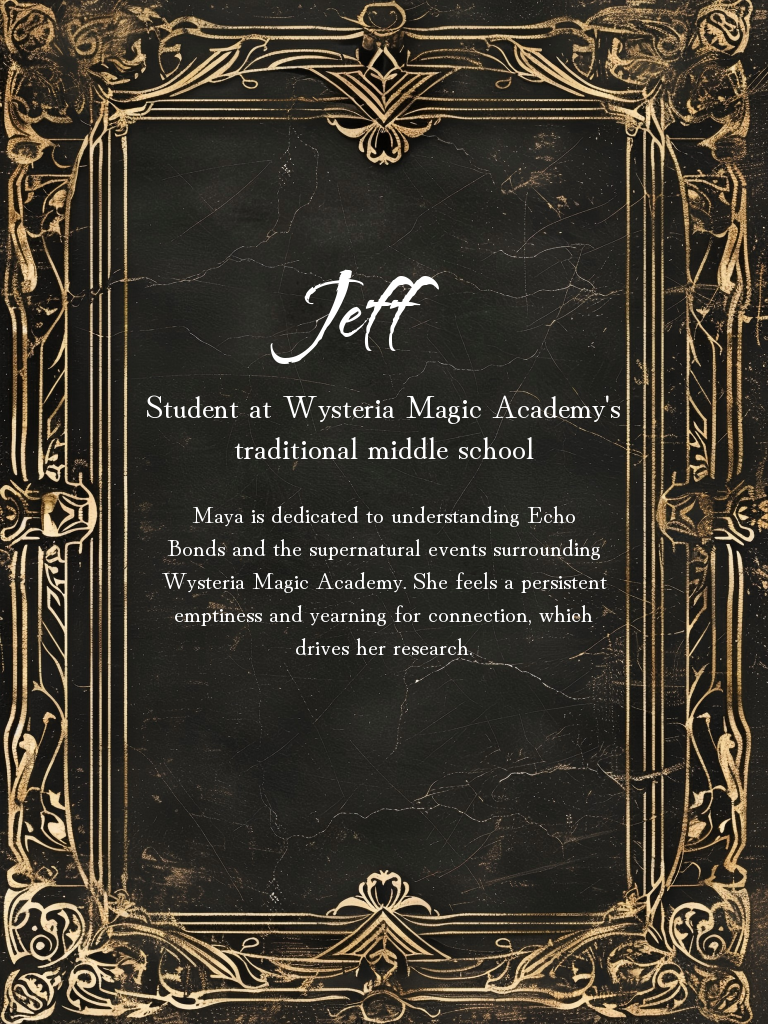 Jeff
Student at Wysteria Magic Academy's
traditional middle school
Maya is dedicated to understanding Echo
Bonds and the supernatural events surrounding
Wysteria Magic Academy. She feels a persistent
emptiness and yearning for connection, which
drives her research.